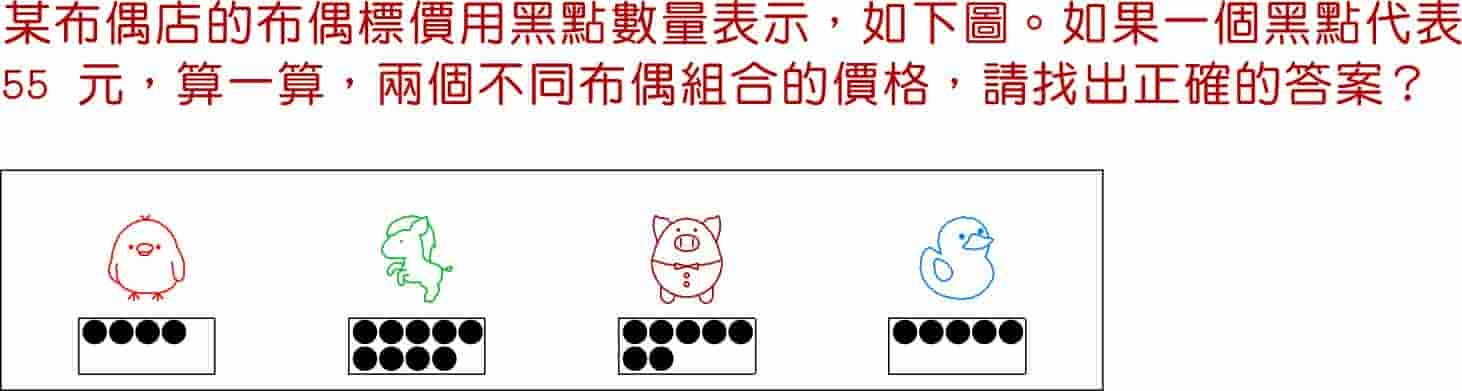 某布偶店的布偶標價用黑點數量表示，如下圖。如果一個黑點代表
55 元，算一算，兩個不同布偶組合的價格，請找出正確的答案？